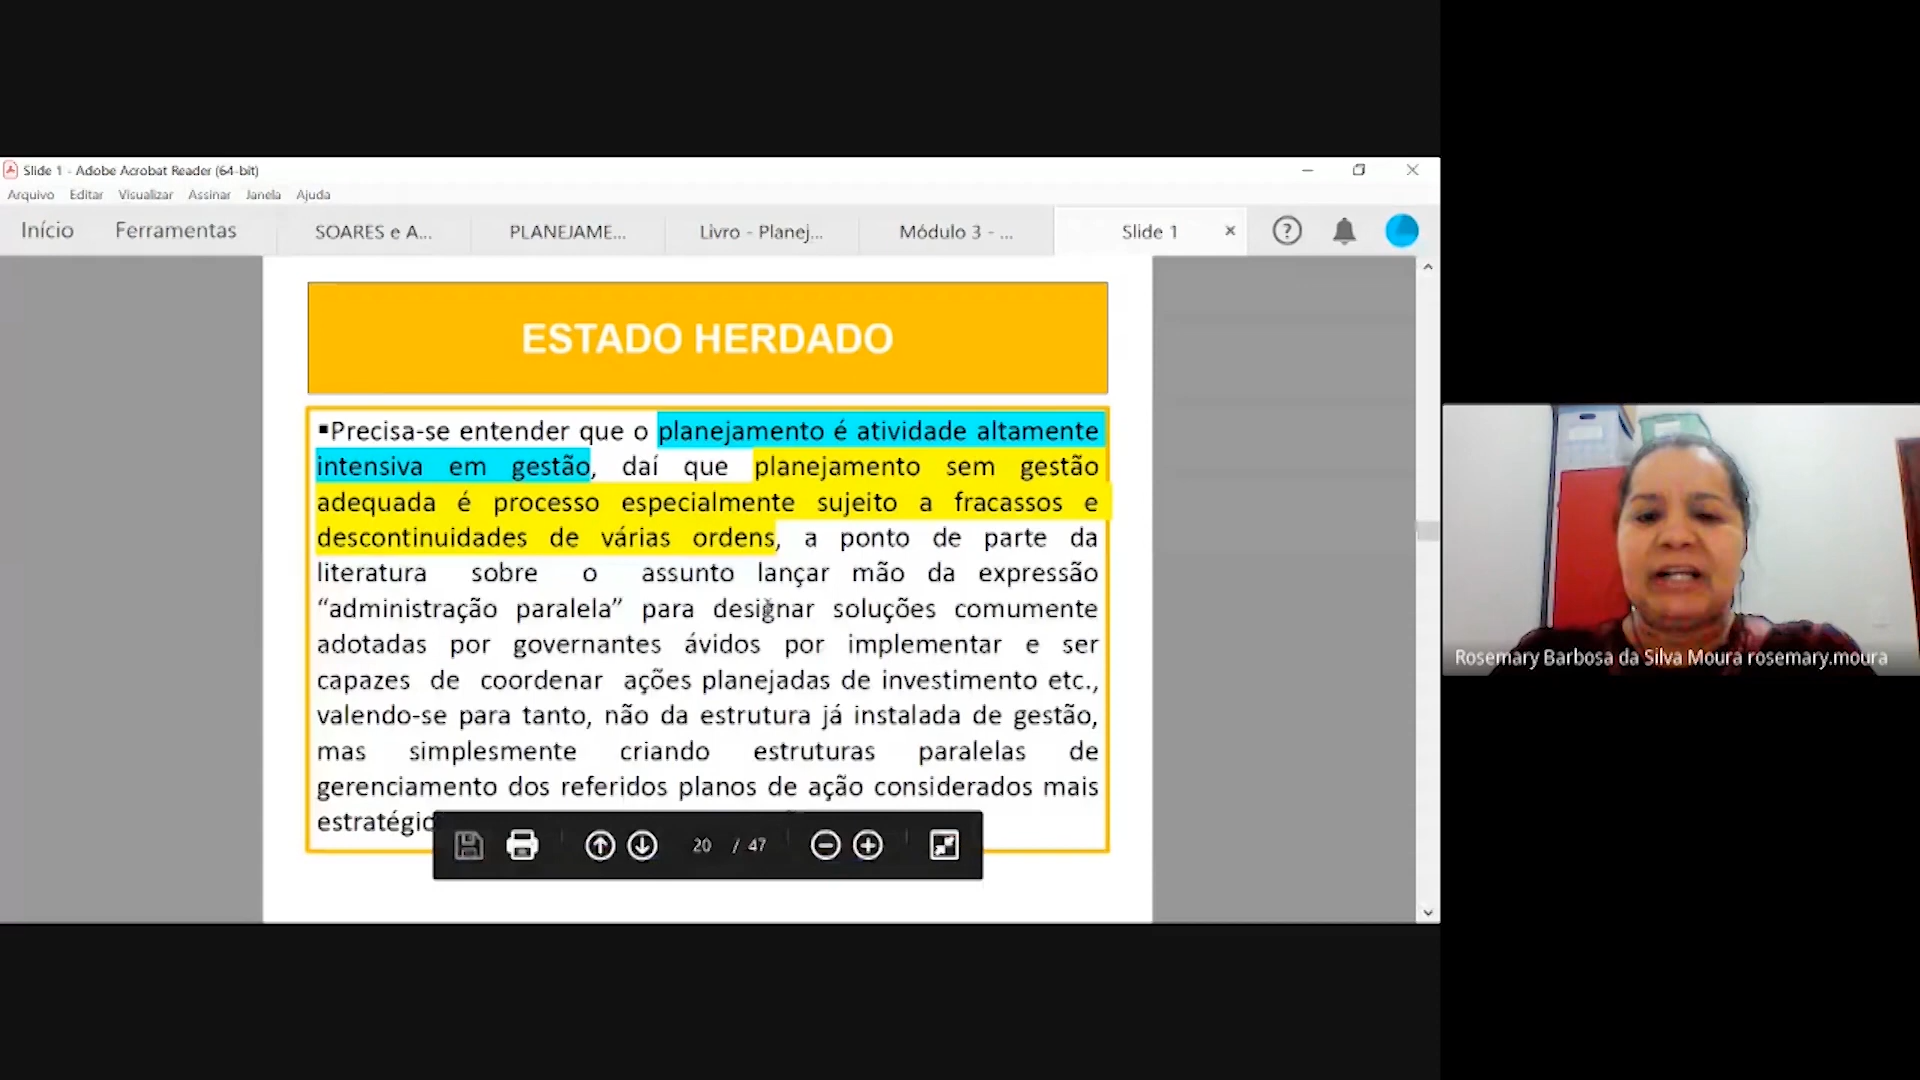 Slide 1 - Adobe Acrobat Reader (64-bit)
Arquivo Editar Visualizar Assinar Janela Ajuda
Início Ferramentas SOARES e A... PLANEJAME... Livro - Planej... Módulo 3 - ... Slide 1
ESTADO HERDADO
▪Precisa-se entender que o planejamento é atividade altamente
intensiva em gestão, daí que planejamento sem gestão
adequada é processo especialmente sujeito a fracassos e
descontinuidades de várias ordens, a ponto de parte da
literatura sobre o assunto lançar mão da expressão
“administração paralela” para designar soluções comumente
adotadas por governantes ávidos por implementar e ser
capazes de coordenar ações planejadas de investimento etc.,
valendo-se para tanto, não da estrutura já instalada de gestão,
mas simplesmente criando estruturas paralelas de
gerenciamento dos referidos planos de ação considerados mais
20 / 47
Rosemary Barbosa da Silva Moura rosemary.moura